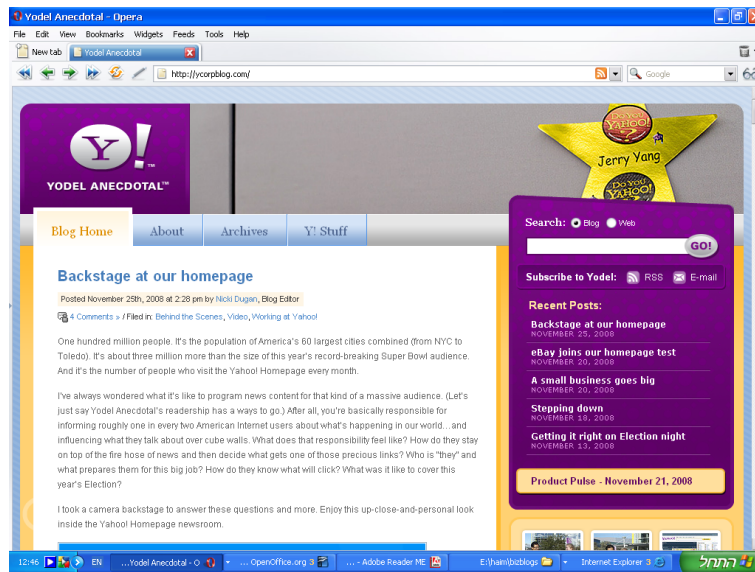 Yodel Anecdotal - Opera
File Edit View Bookmarks Widgets Feeds Tools Help
New tab Yodel Anecdotal
http://ycorpblog.com/ Google
Y!
YODEL ANECDOTAL™
DO YOU YAHOO! ?
Jerry Yang
DO YOU YAHOO!
Blog Home About Archives Y! Stuff
Search: Blog Web
GO!
Subscribe to Yodel: RSS E-mail
Recent Posts:
Backstage at our homepage
NOVEMBER 25, 2008
eBay joins our homepage test
NOVEMBER 20, 2008
A small business goes big
NOVEMBER 20, 2008
Stepping down
NOVEMBER 18, 2008
Getting it right on Election night
NOVEMBER 13, 2008
Product Pulse - November 21, 2008
Backstage at our homepage
Posted November 25th, 2008 at 2:28 pm by Nicki Dugan, Blog Editor
4 Comments » / Filed in: Behind the Scenes, Video, Working at Yahoo!
One hundred million people. It's the population of America's 60 largest cities combined (from NYC to
Toledo). It's about three million more than the size of this year's record-breaking Super Bowl audience.
And it's the number of people who visit the Yahoo! Homepage every month.
I've always wondered what it's like to program news content for that kind of a massive audience. (Let's
just say Yodel Anecdotal's readership has a ways to go.) After all, you're basically responsible for
informing roughly one in every two American Internet users about what's happening in our world…and
influencing what they talk about over cube walls. What does that responsibility feel like? How do they stay
on top of the fire hose of news and then decide what gets one of those precious links? Who is "they" and
what prepares them for this big job? How do they know what will click? What was it like to cover this
year's Election?
I took a camera backstage to answer these questions and more. Enjoy this up-close-and-personal look
inside the Yahoo! Homepage newsroom.
12:46 EN ...Yodel Anecdotal - O ... OpenOffice.org 3 ... - Adobe Reader ME E:\haim\bizblogs Internet Explorer 3 התחל